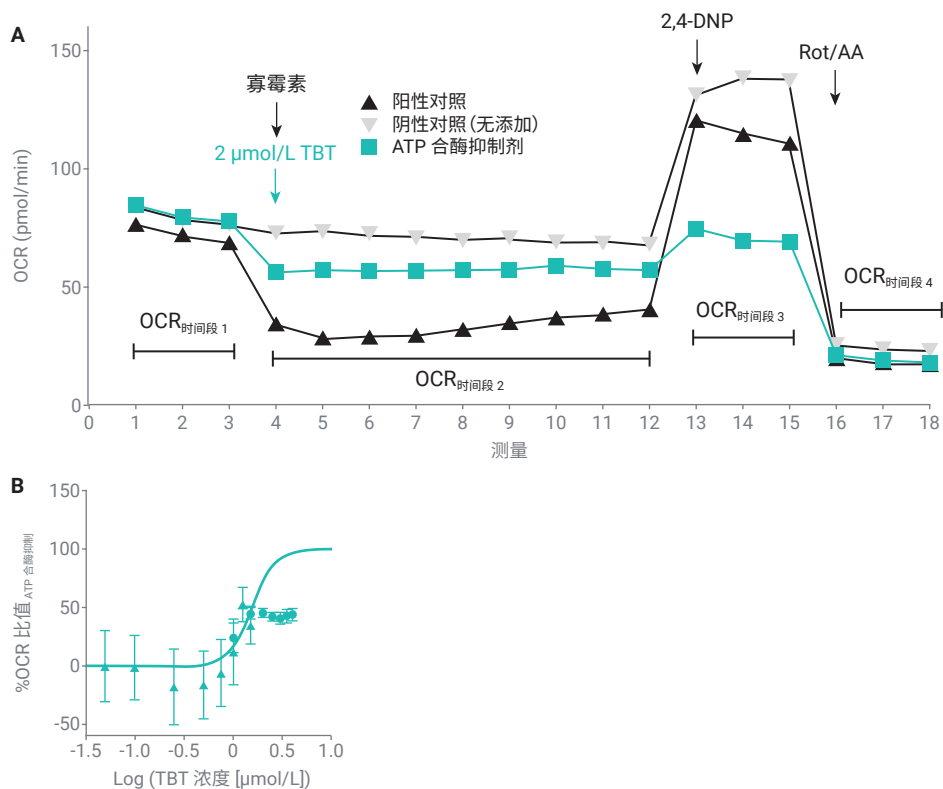 A
OCR (pmol/min)
150
100
50
0
寡霉素
2 μmol/L TBT
阳性对照
阴性对照(无添加)
ATP 合酶抑制剂
2,4-DNP
Rot/AA
OCR时间段 1
OCR时间段 2
OCR时间段 3
OCR时间段 4
0 1 2 3 4 5 6 7 8 9 10 11 12 13 14 15 16 17 18
测量
B
%OCR 比值 ATP 合酶抑制
150
100
50
0
-50
-1.5 -1.0 -0.5 0 0.5 1.0
Log (TBT 浓度 [μmol/L])